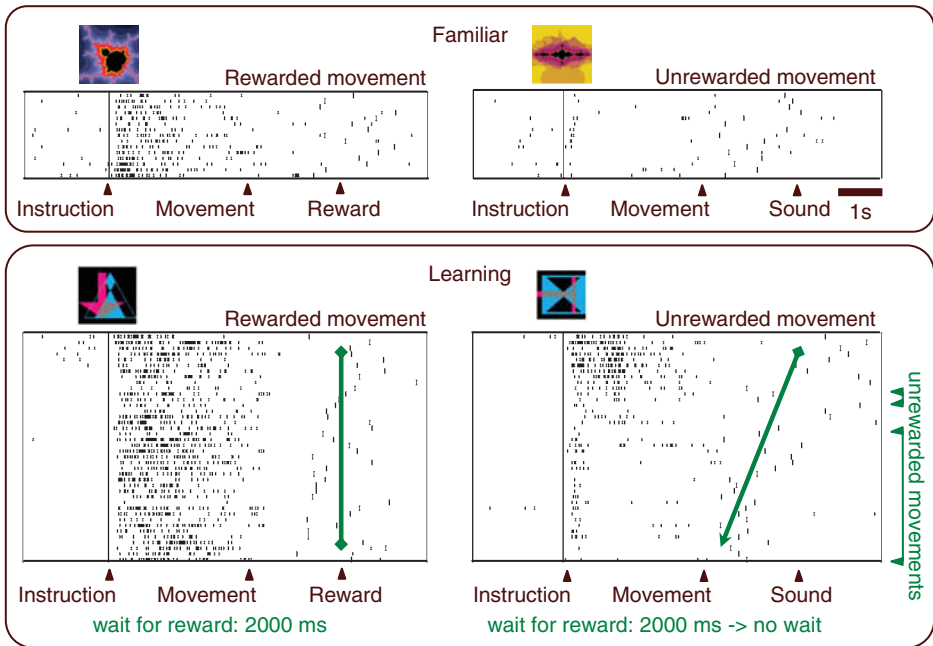 Familiar
Rewarded movement
Unrewarded movement
Instruction Movement Reward
Instruction Movement Sound
1s
Learning
Rewarded movement
Unrewarded movement
unrewarded movements
Instruction Movement Reward
Instruction Movement Sound
wait for reward: 2000 ms
wait for reward: 2000 ms -> no wait